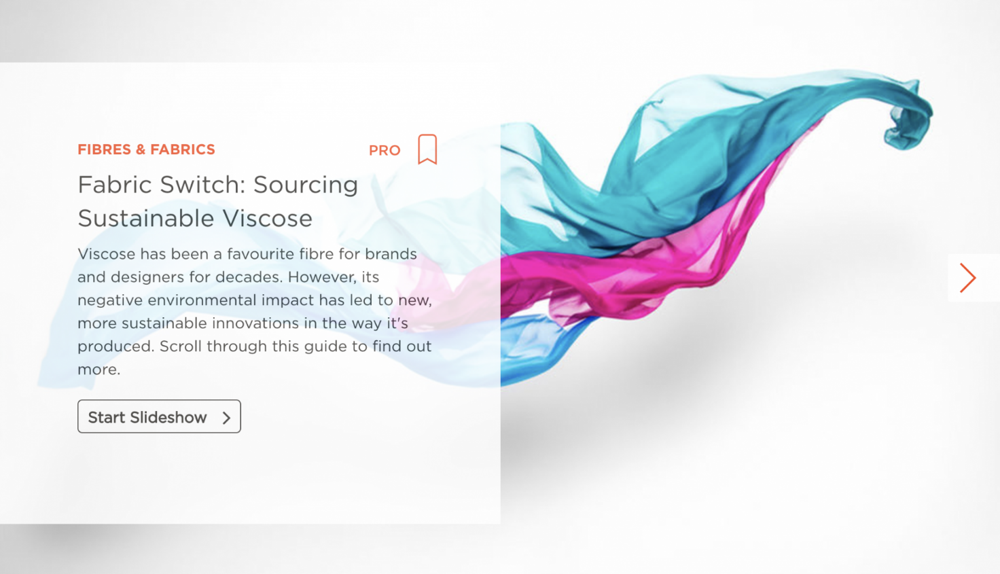 FIBRES & FABRICS
PRO
Fabric Switch: Sourcing
Sustainable Viscose
Viscose has been a favourite fibre for brands
and designers for decades. However, its
negative environmental impact has led to new,
more sustainable innovations in the way it's
produced. Scroll through this guide to find out
more.
Start Slideshow